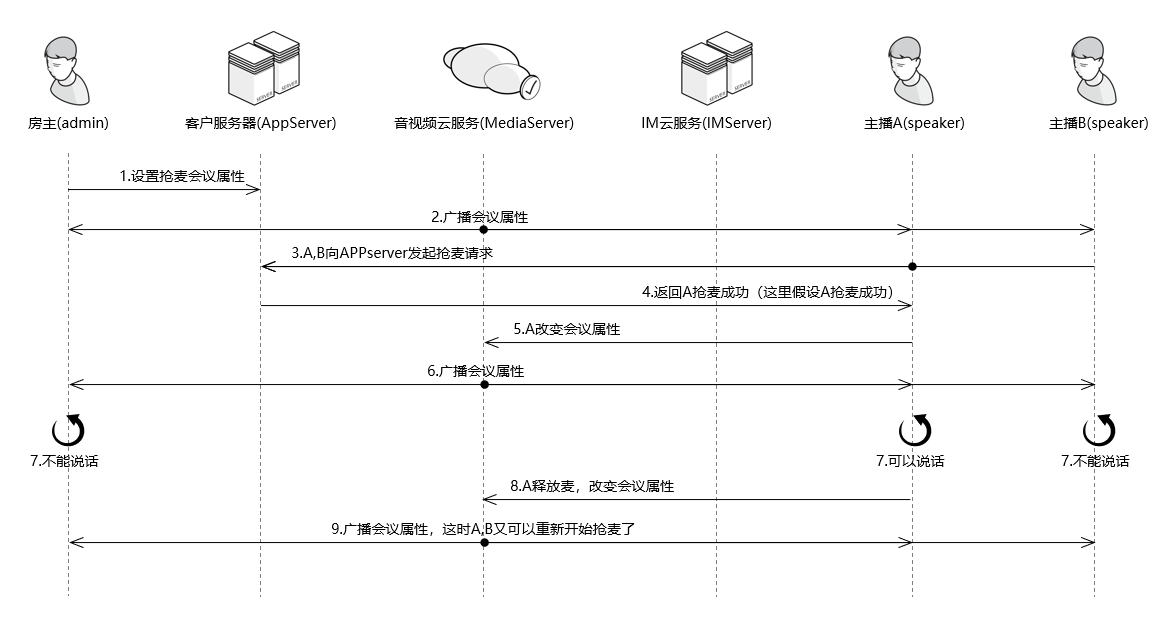 SERVER SERVER
SERVER SERVER
房主(admin)
客户服务器(AppServer)
音视频云服务(MediaServer)
IM云服务(IMServer)
主播A(speaker)
主播B(speaker)
1.设置抢麦会议属性
2.广播会议属性
3.A,B向APPserver发起抢麦请求
4.返回A抢麦成功（这里假设A抢麦成功）
5.A改变会议属性
6.广播会议属性
7.不能说话
7.可以说话
7.不能说话
8.A释放麦，改变会议属性
9.广播会议属性，这时A,B又可以重新开始抢麦了